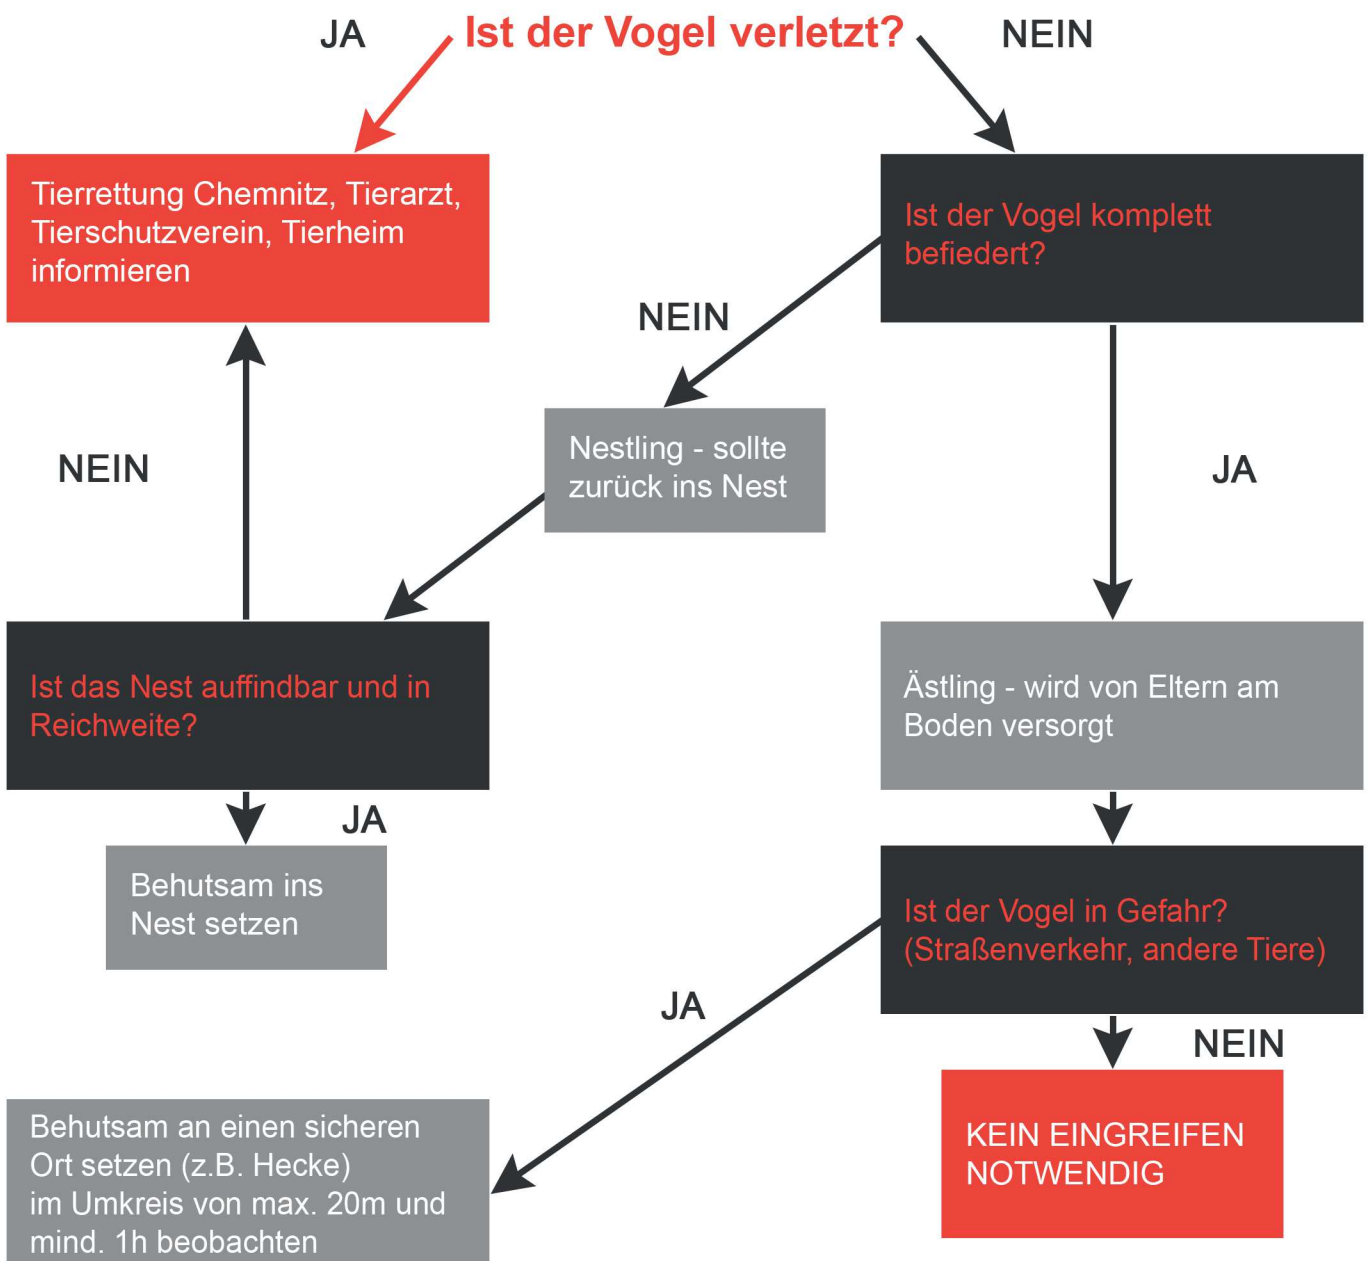 JA
Ist der Vogel verletzt?
NEIN
Tierrettung Chemnitz, Tierarzt,
Tierschutzverein, Tierheim
informieren
Ist der Vogel komplett
befiedert?
NEIN
Nestling - sollte
zurück ins Nest
NEIN
JA
Ist das Nest auffindbar und in
Reichweite?
Ästling - wird von Eltern am
Boden versorgt
JA
Behutsam ins
Nest setzen
Ist der Vogel in Gefahr?
(Straßenverkehr, andere Tiere)
JA
NEIN
Behutsam an einen sicheren
Ort setzen (z.B. Hecke)
im Umkreis von max. 20m und
mind. 1h beobachten
KEIN EINGREIFEN
NOTWENDIG